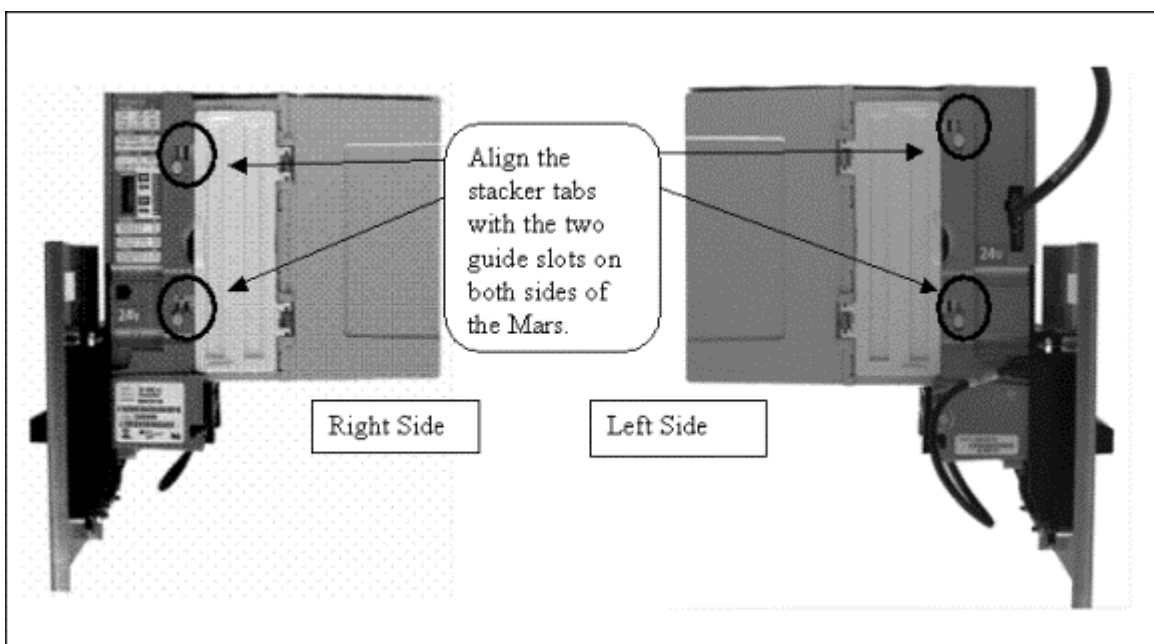 Align the
stacker tabs
with the two
guide slots on
both sides of
the Mars.
24v
24v
Right Side
Left Side